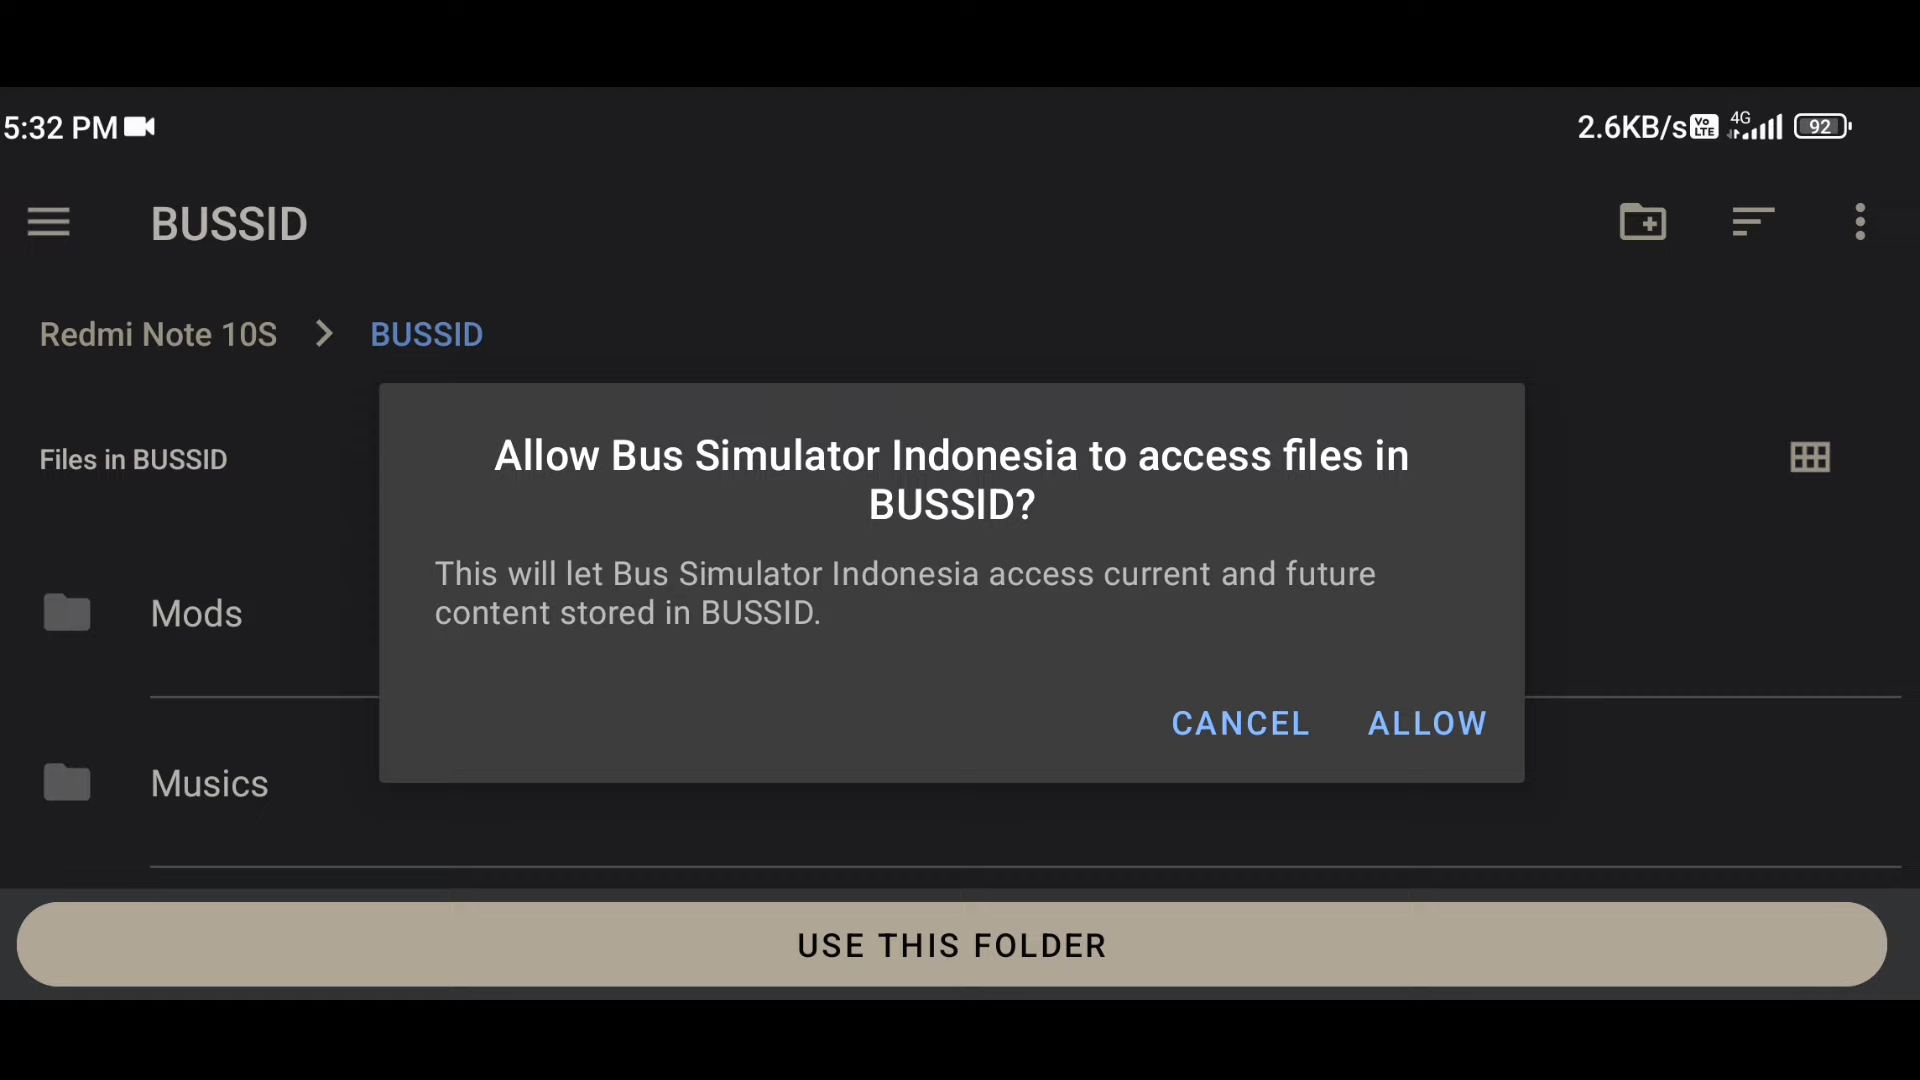 5:32 PM
2.6KB/s Vo LTE 4G 92
BUSSID
Redmi Note 10S > BUSSID
Files in BUSSID
Allow Bus Simulator Indonesia to access files in
BUSSID?
This will let Bus Simulator Indonesia access current and future
content stored in BUSSID.
Mods
CANCEL ALLOW
Musics
USE THIS FOLDER